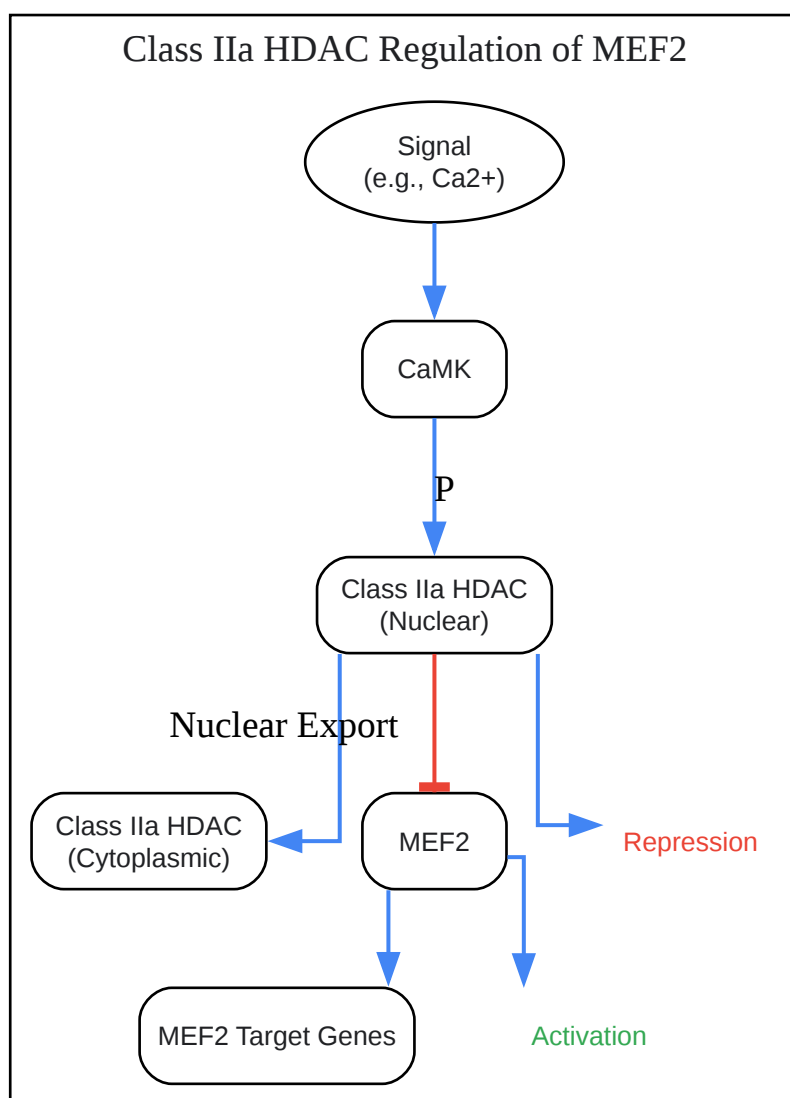 Class IIa HDAC Regulation of MEF2
Signal
(e.g., Ca2+)
CaMK
P
Class IIa HDAC
(Nuclear)
Nuclear Export
Class IIa HDAC
(Cytoplasmic)
MEF2
Repression
MEF2 Target Genes
Activation